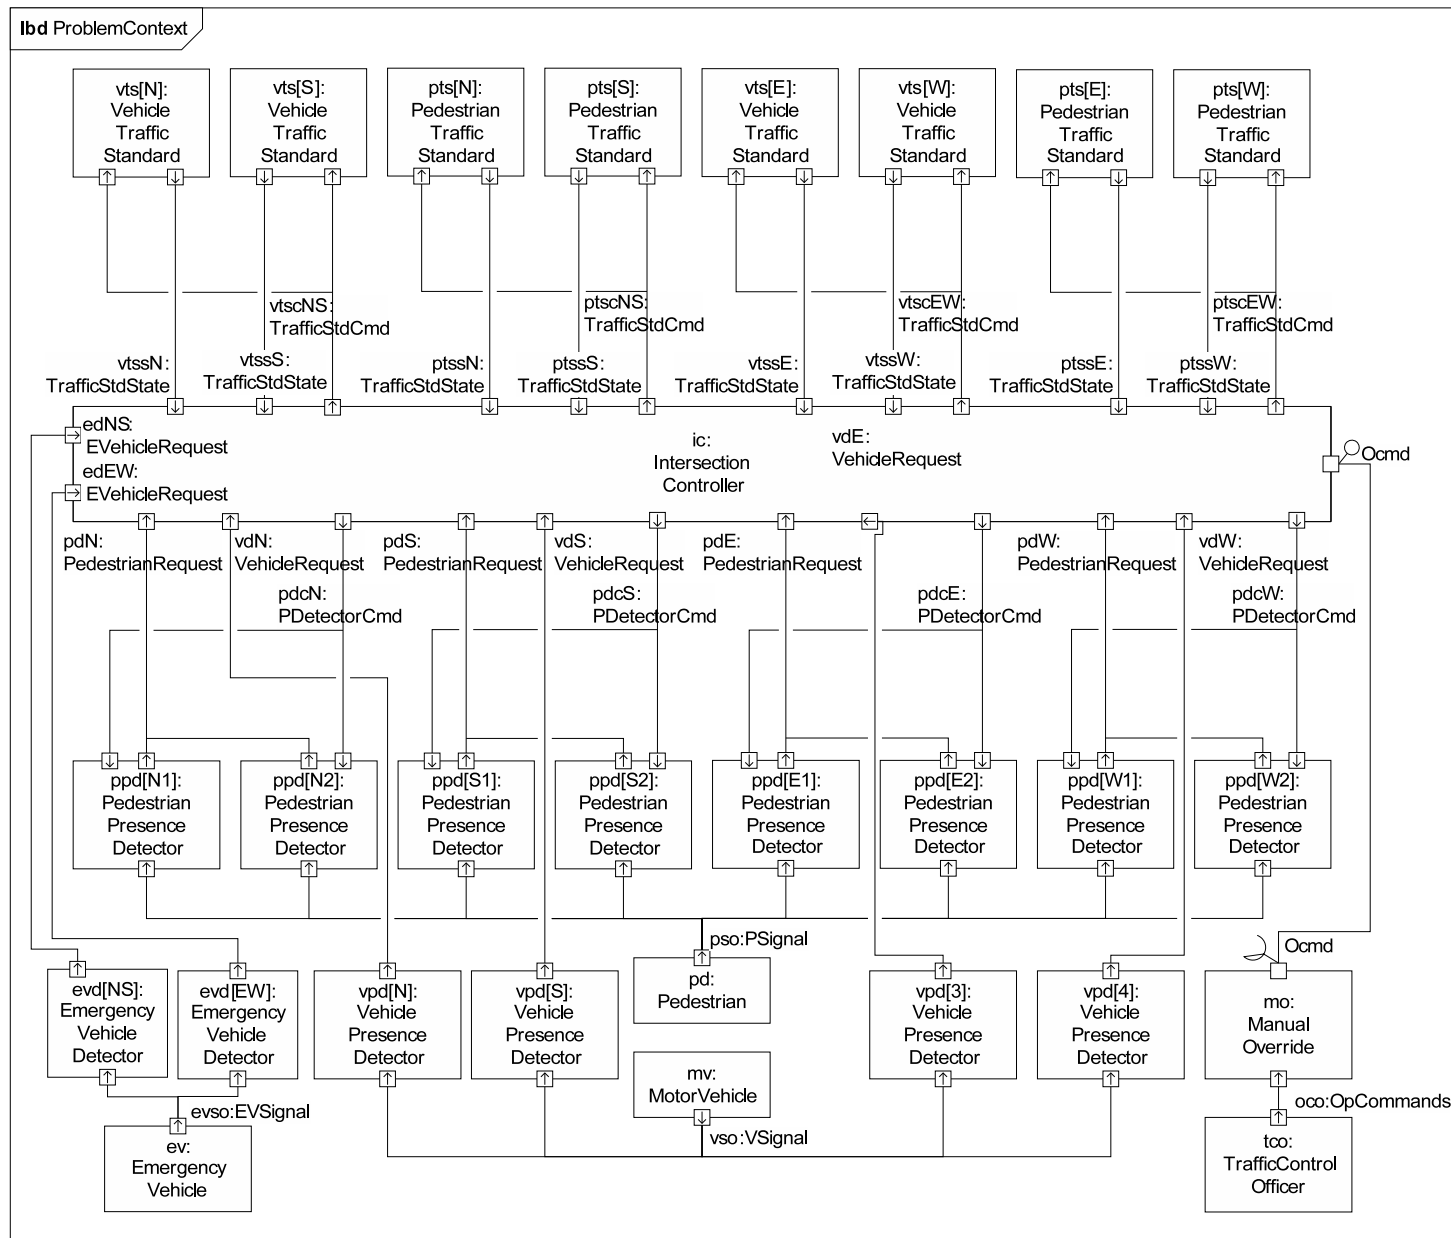 Ibd ProblemContext
vts[N]:
Vehicle
Traffic
Standard
vts[S]:
Vehicle
Traffic
Standard
pts[N]:
Pedestrian
Traffic
Standard
pts[S]:
Pedestrian
Traffic
Standard
vts[E]:
Vehicle
Traffic
Standard
vts[W]:
Vehicle
Traffic
Standard
pts[E]:
Pedestrian
Traffic
Standard
pts[W]:
Pedestrian
Traffic
Standard
vtscNS:
TrafficStdCmd
ptscNS:
TrafficStdCmd
vtscEW:
TrafficStdCmd
ptscEW:
TrafficStdCmd
vtssN:
TrafficStdState
vtssS:
TrafficStdState
ptssN:
TrafficStdState
ptssS:
TrafficStdState
vtssE:
TrafficStdState
vtssW:
TrafficStdState
ptssE:
TrafficStdState
ptssW:
TrafficStdState
edNS:
EVehicleRequest
edEW:
EVehicleRequest
ic:
Intersection
Controller
vdE:
VehicleRequest
Ocmd
pdN:
PedestrianRequest
vdN:
VehicleRequest
pdS:
PedestrianRequest
vdS:
VehicleRequest
pdE:
PedestrianRequest
pdW:
PedestrianRequest
vdW:
VehicleRequest
pdcN:
PDetectorCmd
pdcS:
PDetectorCmd
pdcE:
PDetectorCmd
pdcW:
PDetectorCmd
ppd[N1]:
Pedestrian
Presence
Detector
ppd[N2]:
Pedestrian
Presence
Detector
ppd[S1]:
Pedestrian
Presence
Detector
ppd[S2]:
Pedestrian
Presence
Detector
ppd[E1]:
Pedestrian
Presence
Detector
ppd[E2]:
Pedestrian
Presence
Detector
ppd[W1]:
Pedestrian
Presence
Detector
ppd[W2]:
Pedestrian
Presence
Detector
pso:PSignal
Ocmd
evd[NS]:
Emergency
Vehicle
Detector
evd[EW]:
Emergency
Vehicle
Detector
vpd[N]:
Vehicle
Presence
Detector
vpd[S]:
Vehicle
Presence
Detector
pd:
Pedestrian
vpd[3]:
Vehicle
Presence
Detector
vpd[4]:
Vehicle
Presence
Detector
mo:
Manual
Override
mv:
MotorVehicle
evso:EVSignal
vso:VSignal
oco:OpCommands
ev:
Emergency
Vehicle
tco:
TrafficControl
Officer